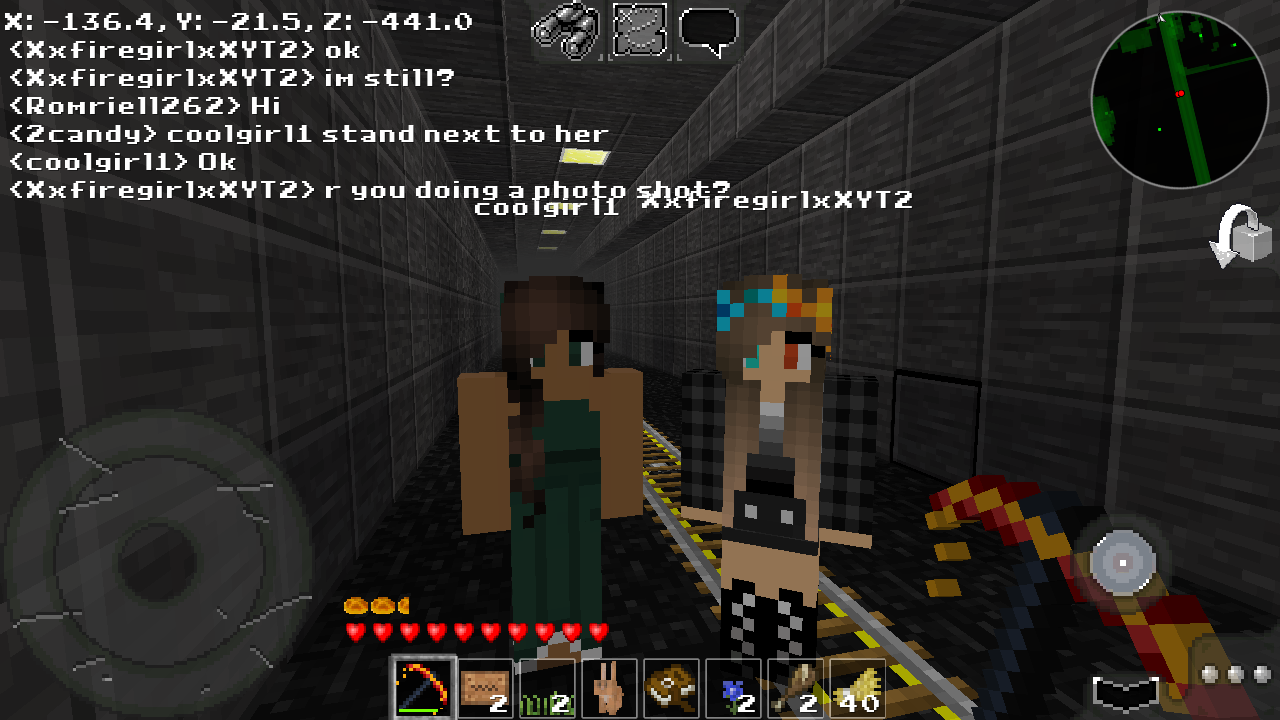 X: -136.4, Y: -21.5, Z: -441.0
<XxfiregirlxXYT2> ok
<XxfiregirlxXYT2> im still?
<Romriell262> Hi
<2candy> coolgirl1 stand next to her
<coolgirl1> Ok
<XxfiregirlxXYT2> r you doing a photo shot?
coolgirl1 XxfiregirlxXYT2
2 2 2 2 40